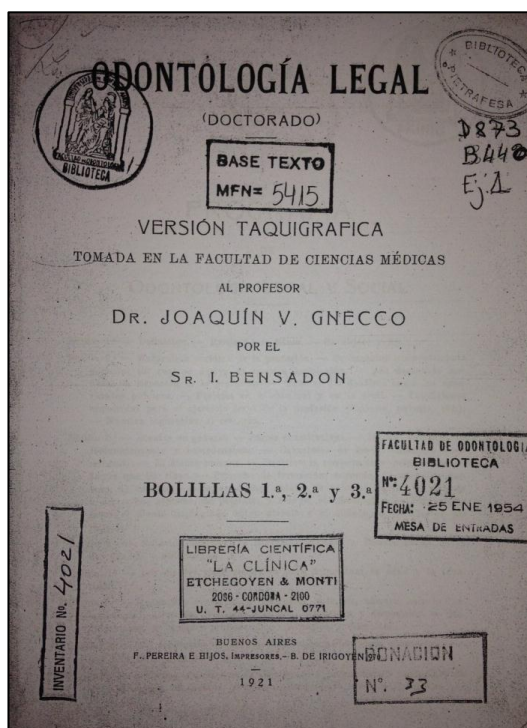 ODONTOLOGÍA LEGAL
(DOCTORADO)
BIBLIOTECA
PIETRAFESA
BIBLIOTECA
D873
B442
Ej. 1
BASE TEXTO
MFN= 5415
VERSIÓN TAQUIGRAFICA
TOMADA EN LA FACULTAD DE CIENCIAS MÉDICAS
AL PROFESOR
DR. JOAQUÍN V. GNECCO
POR EL
SR. I. BENSADON
BOLILLAS 1.ª, 2.ª y 3.ª
FACULTAD DE ODONTOLOGIA
BIBLIOTECA
Nº: 4021
FECHA: 25 ENE 1954
MESA DE ENTRADAS
INVENTARIO No. 4021
LIBRERÍA CIENTÍFICA
"LA CLÍNICA"
ETCHEGOYEN & MONTI
2086 - CORDOBA - 2100
U. T. 44-JUNCAL 0771
BUENOS AIRES
F. PEREIRA E HIJOS, IMPRESORES. - B. DE IRIGOYEN
1921
DONACION
Nº. 33